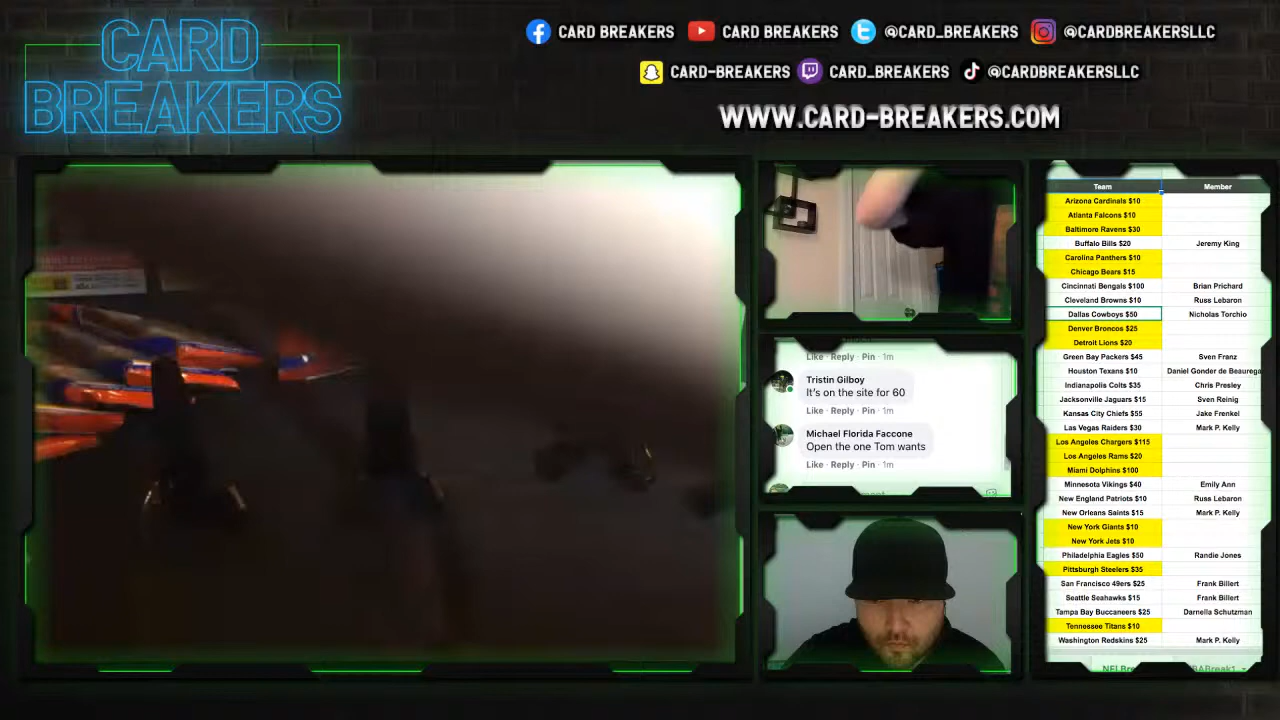 CARD
BREAKERS
CARD BREAKERS
CARD BREAKERS
@CARD_BREAKERS
@CARDBREAKERSLLC
CARD-BREAKERS
CARD_BREAKERS
@CARDBREAKERSLLC
WWW.CARD-BREAKERS.COM
Like · Reply · Pin · 1m
Tristin Gilboy
It's on the site for 60
Like · Reply · Pin · 1m
Michael Florida Faccone
Open the one Tom wants
Like · Reply · Pin · 1m
Team Member
Arizona Cardinals $10
Atlanta Falcons $10
Baltimore Ravens $30
Buffalo Bills $20 Jeremy King
Carolina Panthers $10
Chicago Bears $15
Cincinnati Bengals $100 Brian Prichard
Cleveland Browns $10 Russ Lebaron
Dallas Cowboys $50 Nicholas Torchio
Denver Broncos $25
Detroit Lions $20
Green Bay Packers $45 Sven Franz
Houston Texans $10 Daniel Gonder de Beaurega
Indianapolis Colts $35 Chris Presley
Jacksonville Jaguars $15 Sven Reinig
Kansas City Chiefs $55 Jake Frenkel
Las Vegas Raiders $30 Mark P. Kelly
Los Angeles Chargers $115
Los Angeles Rams $20
Miami Dolphins $100
Minnesota Vikings $40 Emily Ann
New England Patriots $10 Russ Lebaron
New Orleans Saints $15 Mark P. Kelly
New York Giants $10
New York Jets $10
Philadelphia Eagles $50 Randie Jones
Pittsburgh Steelers $35
San Francisco 49ers $25 Frank Billert
Seattle Seahawks $15 Frank Billert
Tampa Bay Buccaneers $25 Darnella Schutzman
Tennessee Titans $10
Washington Redskins $25 Mark P. Kelly